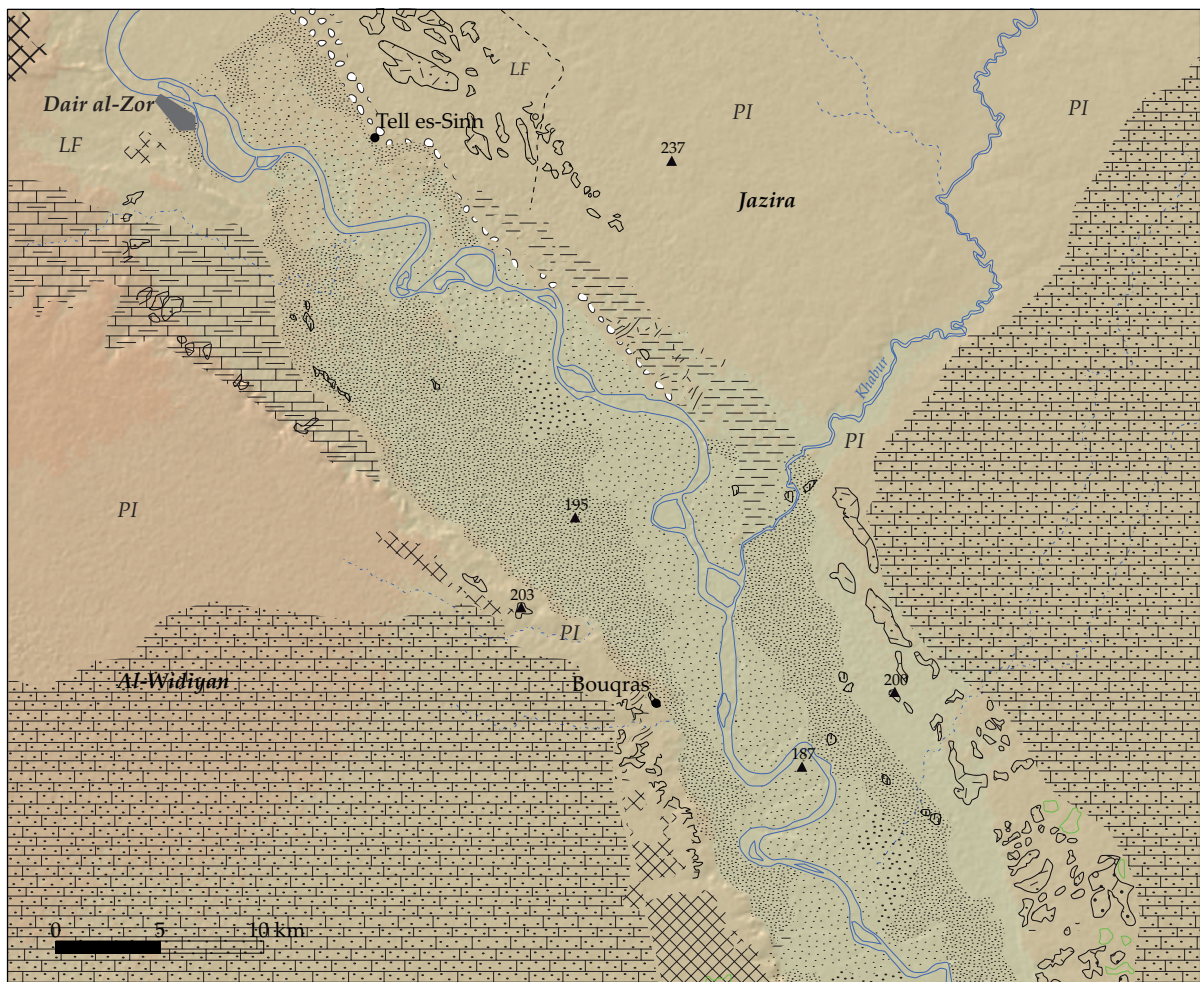 LF
Dair al-Zor
PI
PI
Tell es-Sinn
LF
237
Jazira
Khabur
PI
PI
195
203
PI
Al-Widiyan
Bouqras
200
187
0 5 10 km